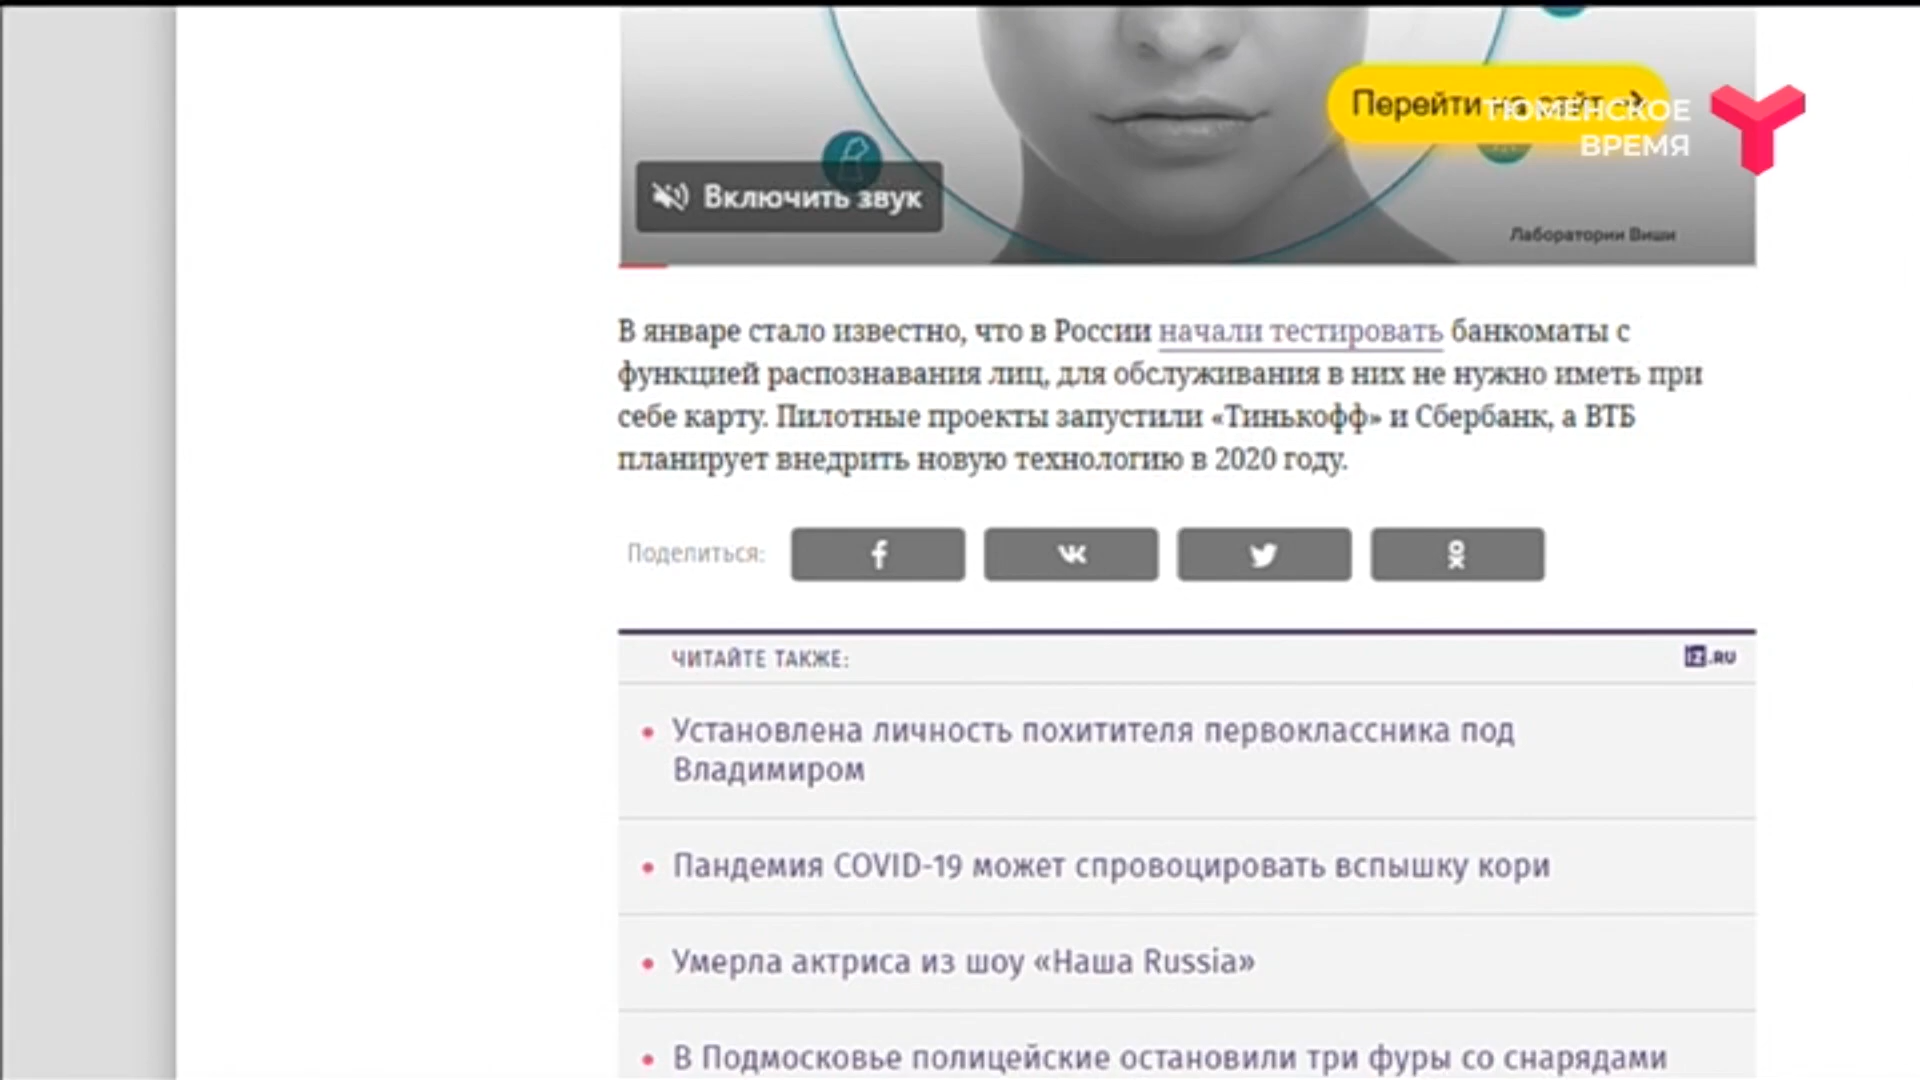 Перейти на сайт →
ТЮМЕНСКОЕ
ВРЕМЯ
Включить звук
Лаборатории Виши
В январе стало известно, что в России начали тестировать банкоматы с
функцией распознавания лиц, для обслуживания в них не нужно иметь при
себе карту. Пилотные проекты запустили «Тинькофф» и Сбербанк, а ВТБ
планирует внедрить новую технологию в 2020 году.
Поделиться:
ЧИТАЙТЕ ТАКЖЕ:
IZ.RU
• Установлена личность похитителя первоклассника под
Владимиром
• Пандемия COVID-19 может спровоцировать вспышку кори
• Умерла актриса из шоу «Наша Russia»
• В Подмосковье полицейские остановили три фуры со снарядами